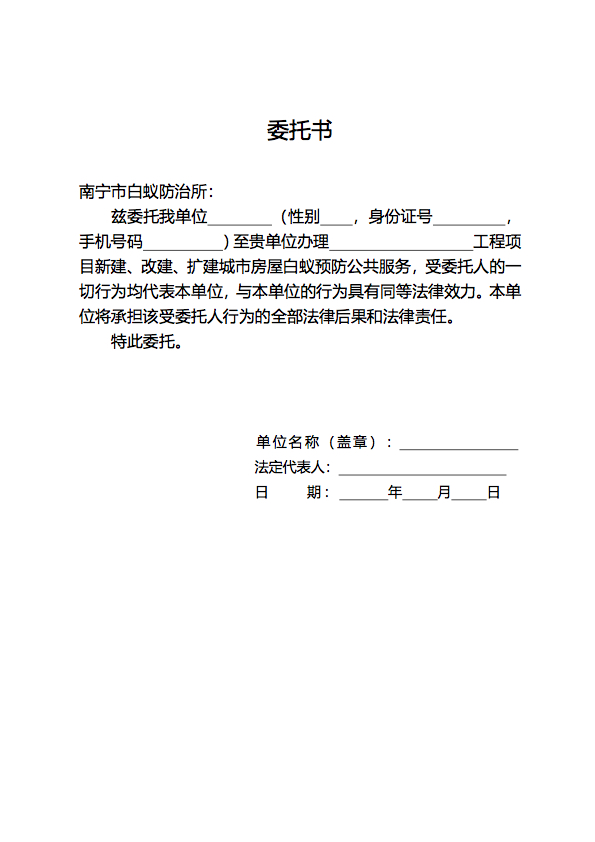 委托书
南宁市白蚁防治所：
兹委托我单位________（性别____，身份证号_________，
手机号码__________）至贵单位办理__________________工程项
目新建、改建、扩建城市房屋白蚁预防公共服务，受委托人的一
切行为均代表本单位，与本单位的行为具有同等法律效力。本单
位将承担该受委托人行为的全部法律后果和法律责任。
特此委托。
单位名称（盖章）：_______________
法定代表人：________________________
日 期：_______年_____月_____日